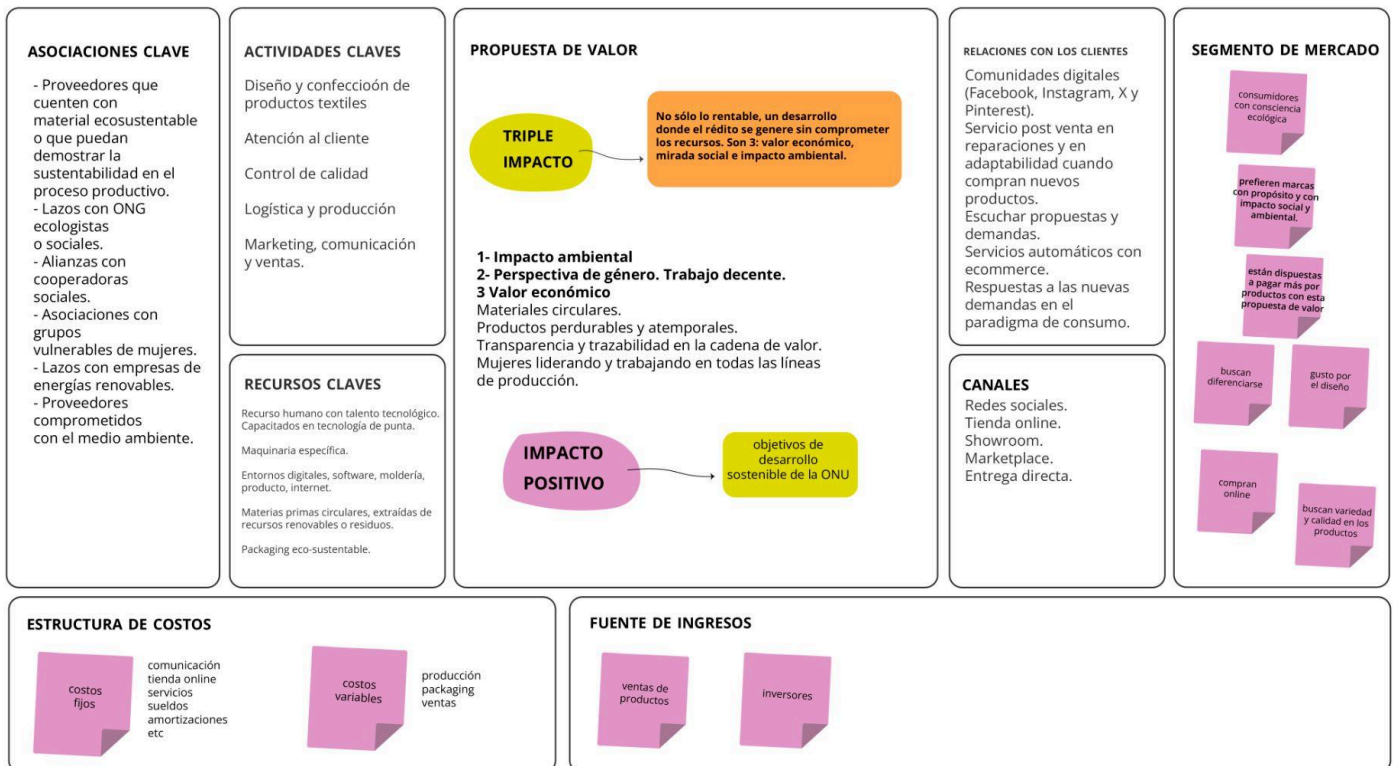 ASOCIACIONES CLAVE
- Proveedores que
cuenten con
material ecosustentable
o que puedan
demostrar la
sustentabilidad en el
proceso productivo.
- Lazos con ONG
ecologistas
o sociales.
- Alianzas con
cooperadoras
sociales.
- Asociaciones con
grupos
vulnerables de mujeres.
- Lazos con empresas de
energías renovables.
- Proveedores
comprometidos
con el medio ambiente.
ACTIVIDADES CLAVES
Diseño y confeccioón de
productos textiles
Atención al cliente
Control de calidad
Logística y producción
Marketing, comunicación
y ventas.
RECURSOS CLAVES
Recurso humano con talento tecnológico.
Capacitados en tecnología de punta.
Maquinaria específica.
Entornos digitales, software, moldería,
producto, internet.
Materias primas circulares, extraídas de
recursos renovables o residuos.
Packaging eco-sustentable.
PROPUESTA DE VALOR
TRIPLE
IMPACTO
No sólo lo rentable, un desarrollo
donde el rédito se genere sin comprometer
los recursos. Son 3: valor económico,
mirada social e impacto ambiental.
1- Impacto ambiental
2- Perspectiva de género. Trabajo decente.
3 Valor económico
Materiales circulares.
Productos perdurables y atemporales.
Transparencia y trazabilidad en la cadena de valor.
Mujeres liderando y trabajando en todas las líneas
de producción.
IMPACTO
POSITIVO
objetivos de
desarrollo
sostenible de la ONU
RELACIONES CON LOS CLIENTES
Comunidades digitales
(Facebook, Instagram, X y
Pinterest).
Servicio post venta en
reparaciones y en
adaptabilidad cuando
compran nuevos
productos.
Escuchar propuestas y
demandas.
Servicios automáticos con
ecommerce.
Respuestas a las nuevas
demandas en el
paradigma de consumo.
CANALES
Redes sociales.
Tienda online.
Showroom.
Marketplace.
Entrega directa.
SEGMENTO DE MERCADO
consumidores
con consciencia
ecológica
prefieren marcas
con propósito y con
impacto social y
ambiental.
están dispuestas
a pagar más por
productos con esta
propuesta de valor
buscan
diferenciarse
gusto por
el diseño
compran
online
buscan variedad
y calidad en los
productos
ESTRUCTURA DE COSTOS
costos
fijos
comunicación
tienda online
servicios
sueldos
amortizaciones
etc
costos
variables
producción
packaging
ventas
FUENTE DE INGRESOS
ventas de
productos
inversores